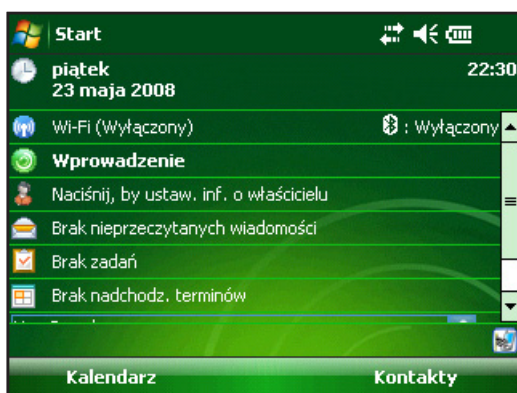 Start
piątek 22:30
23 maja 2008
Wi-Fi (Wyłączony) : Wyłączony
Wprowadzenie
Naciśnij, by ustaw. inf. o właścicielu
Brak nieprzeczytanych wiadomości
Brak zadań
Brak nadchodz. terminów
Kalendarz Kontakty